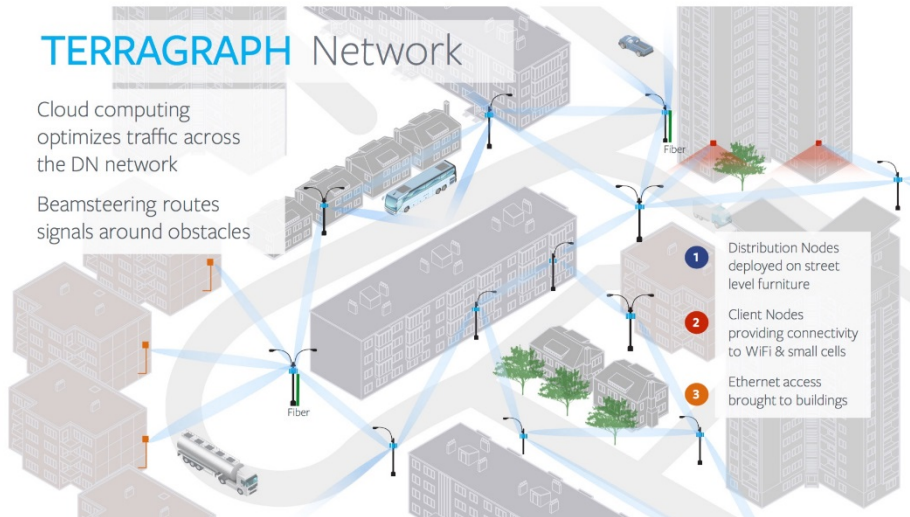 TERRAGRAPH Network
Cloud computing
optimizes traffic across
the DN network
Beamsteering routes
signals around obstacles
Fiber
1
Distribution Nodes
deployed on street
level furniture
2
Client Nodes
providing connectivity
to WiFi & small cells
3
Ethernet access
brought to buildings
Fiber